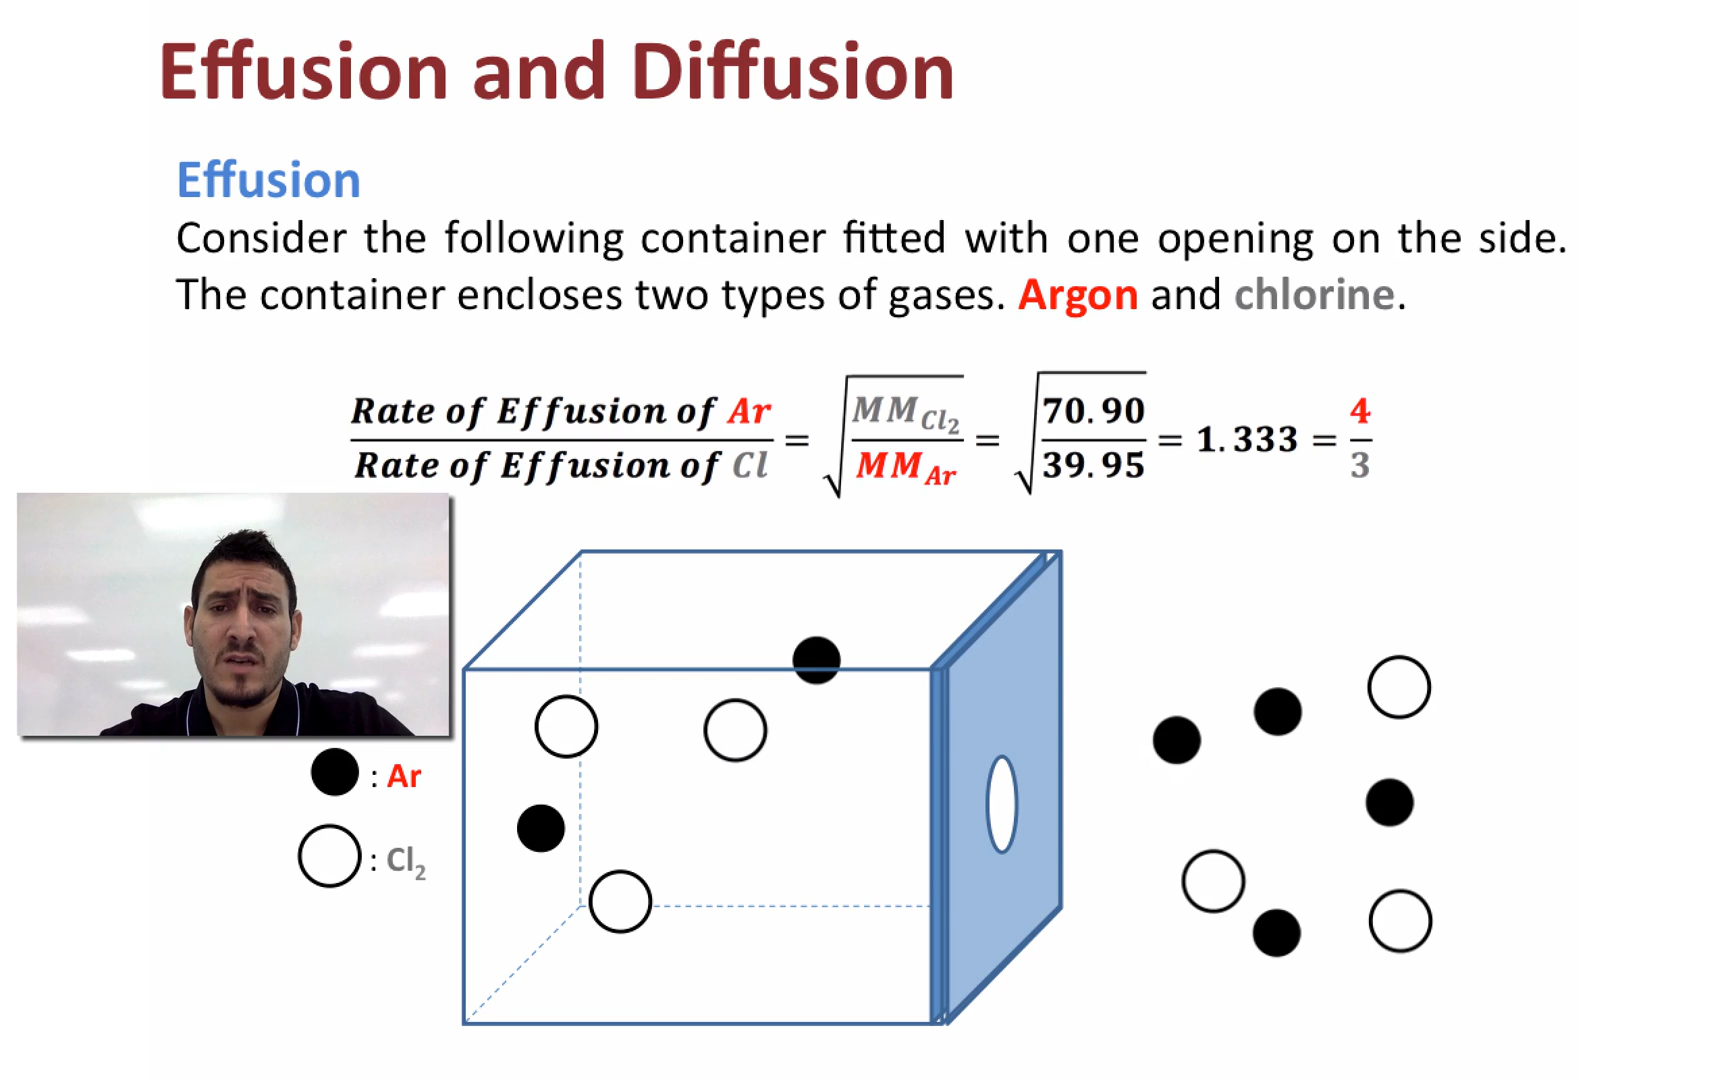 Effusion and Diffusion
Effusion
Consider the following container fitted with one opening on the side.
The container encloses two types of gases. Argon and chlorine.
Rate of Effusion of Ar / Rate of Effusion of Cl = √(MM_Cl₂ / MM_Ar) = √(70.90 / 39.95) = 1.333 = 4/3
: Ar
: Cl₂